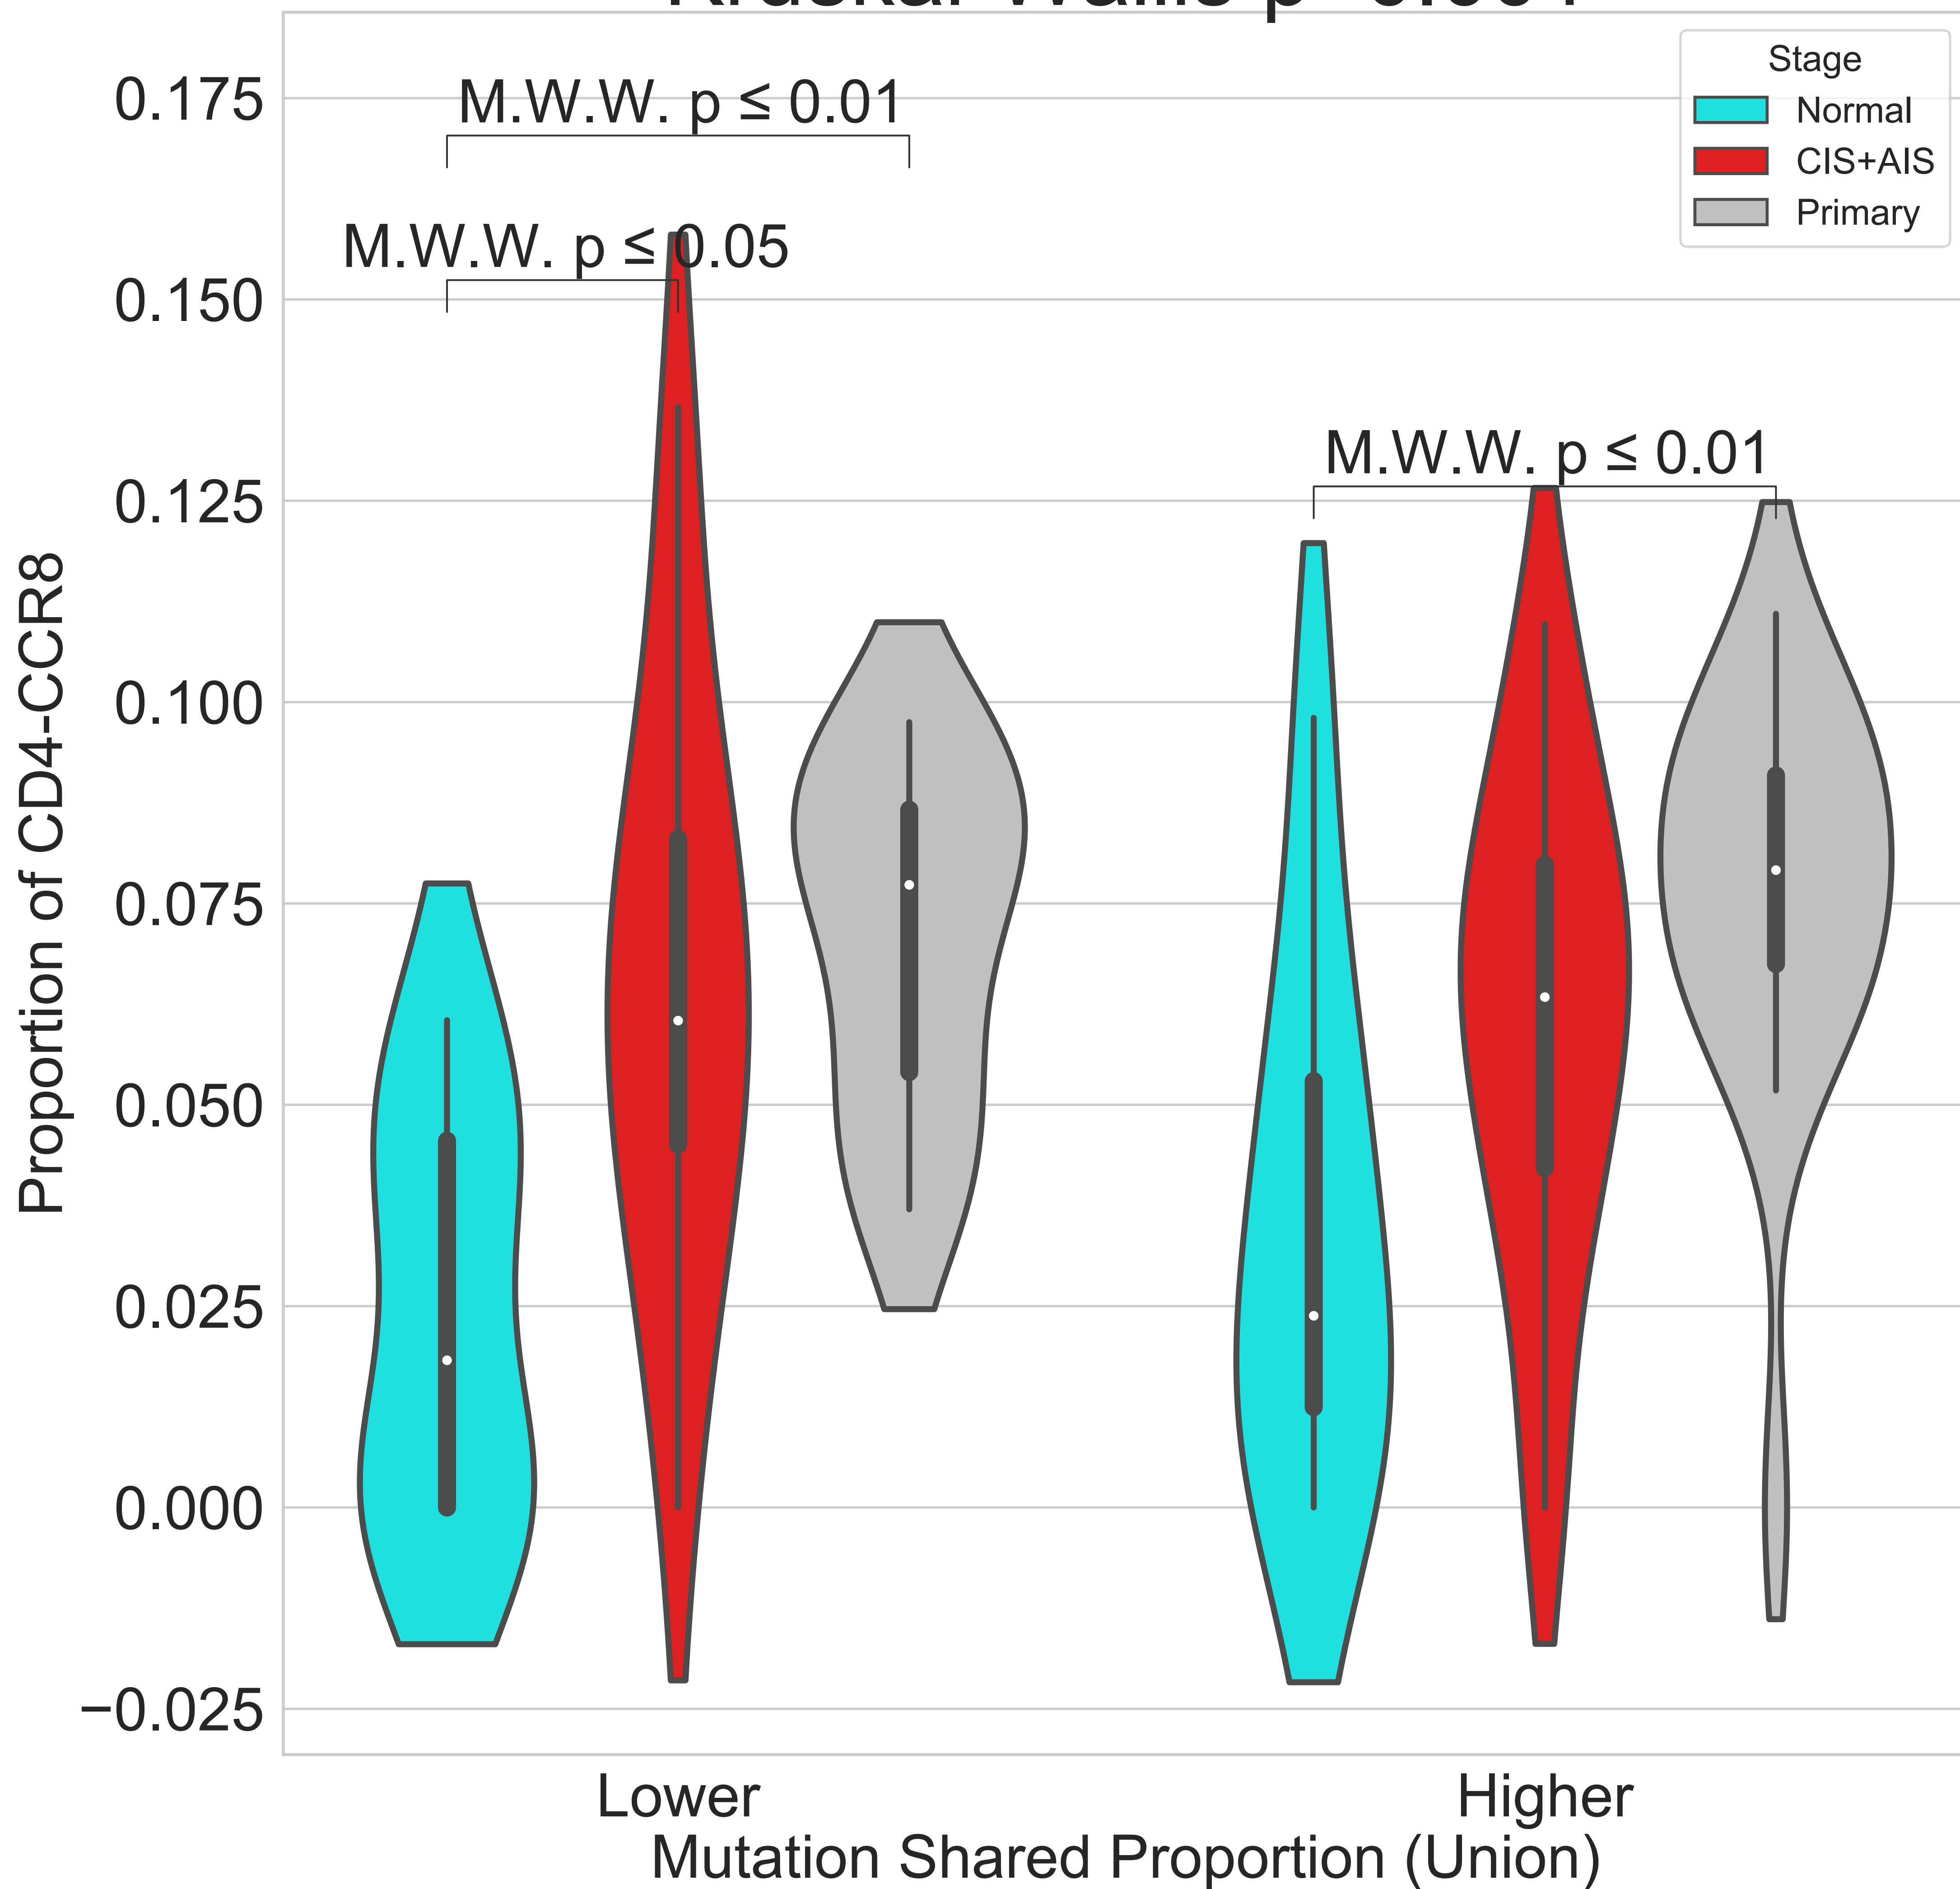 Stage
Normal
CIS+AIS
Primary
M.W.W. p ≤ 0.01
M.W.W. p ≤ 0.05
M.W.W. p ≤ 0.01
0.175
0.150
0.125
0.100
0.075
0.050
0.025
0.000
−0.025
Proportion of CD4-CCR8
Lower
Higher
Mutation Shared Proportion (Union)